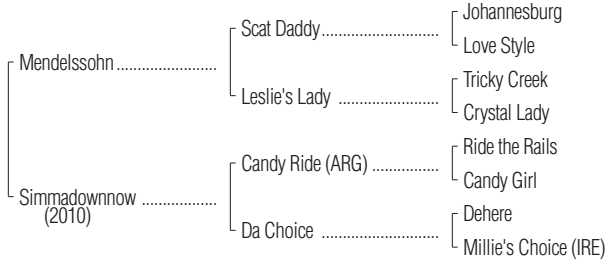 Johannesburg
Scat Daddy
Love Style
Mendelssohn
Tricky Creek
Leslie's Lady
Crystal Lady
Ride the Rails
Candy Ride (ARG)
Candy Girl
Simmadownnow
(2010)
Dehere
Da Choice
Millie's Choice (IRE)